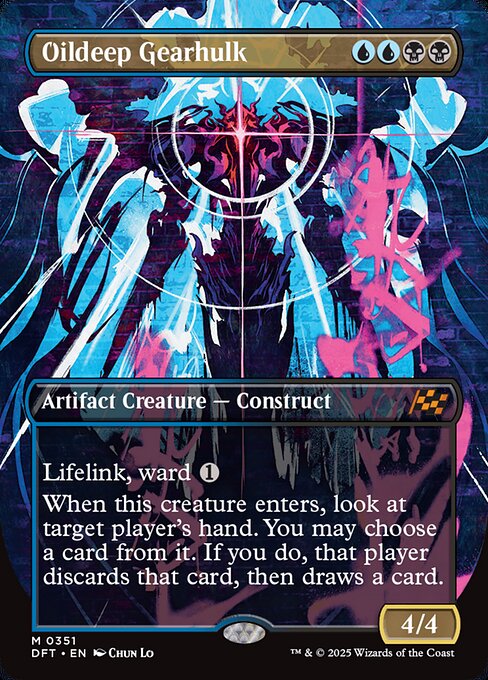 Oildeep Gearhulk
Artifact Creature — Construct
Lifelink, ward 1
When this creature enters, look at
target player's hand. You may choose
a card from it. If you do, that player
discards that card, then draws a card.
4/4
M 0351
DFT • EN Chun Lo
™ & © 2025 Wizards of the Coast